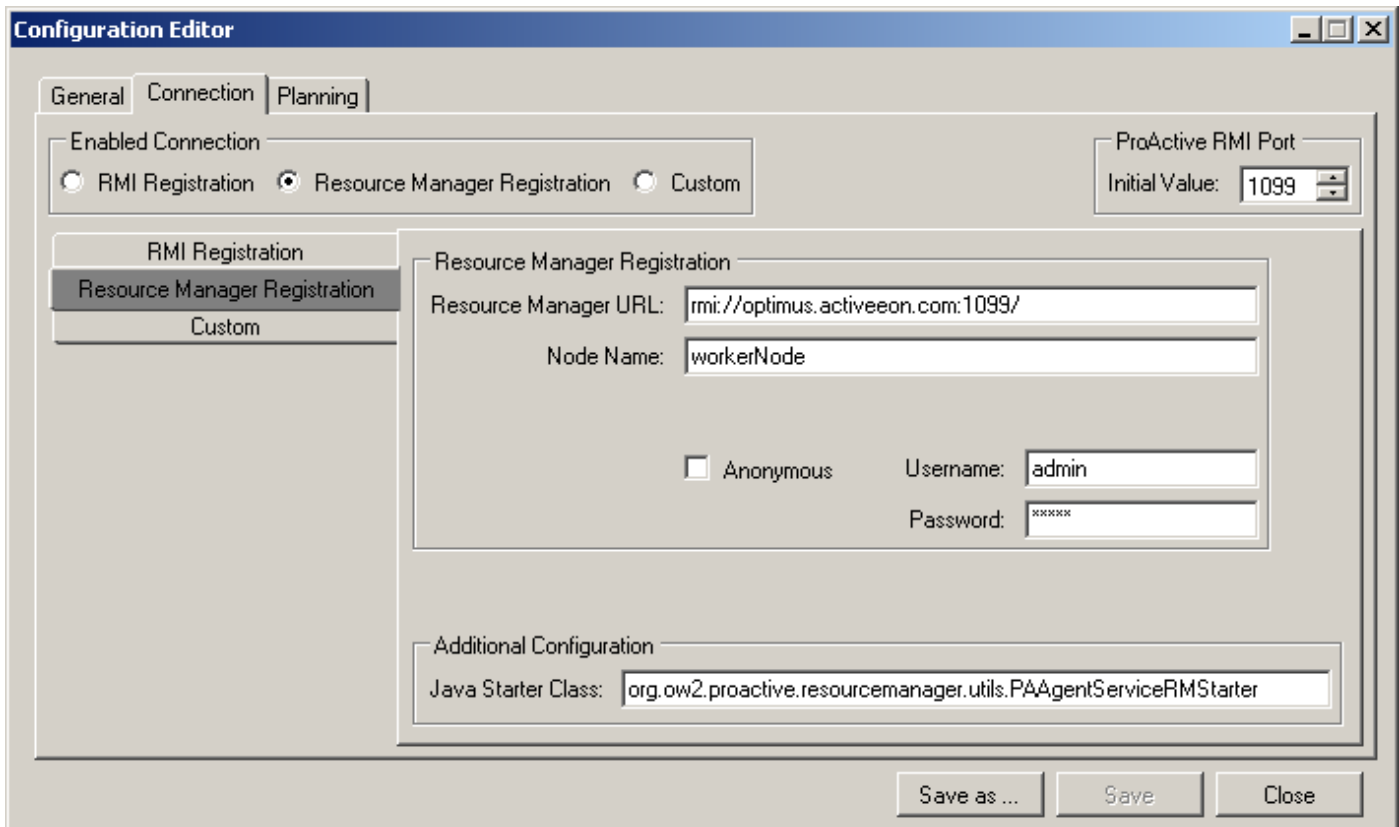 Configuration Editor
General Connection Planning
Enabled Connection
RMI Registration Resource Manager Registration Custom
ProActive RMI Port
Initial Value: 1099
RMI Registration
Resource Manager Registration
Custom
Resource Manager Registration
Resource Manager URL: rmi://optimus.activeeon.com:1099/
Node Name: workerNode
Anonymous Username: admin
Password: *****
Additional Configuration
Java Starter Class: org.ow2.proactive.resourcemanager.utils.PAAgentServiceRMStarter
Save as ... Save Close